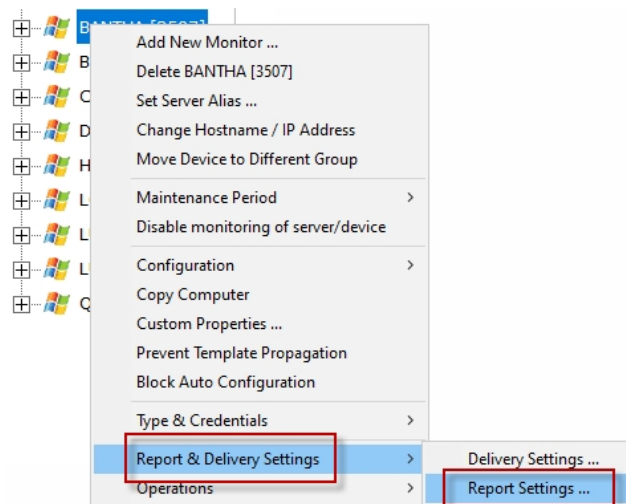 BANTHA [3507]
B
C
D
H
L
L
L
Q
Add New Monitor ...
Delete BANTHA [3507]
Set Server Alias ...
Change Hostname / IP Address
Move Device to Different Group
Maintenance Period
Disable monitoring of server/device
Configuration
Copy Computer
Custom Properties ...
Prevent Template Propagation
Block Auto Configuration
Type & Credentials
Report & Delivery Settings
Operations
Delivery Settings ...
Report Settings ...